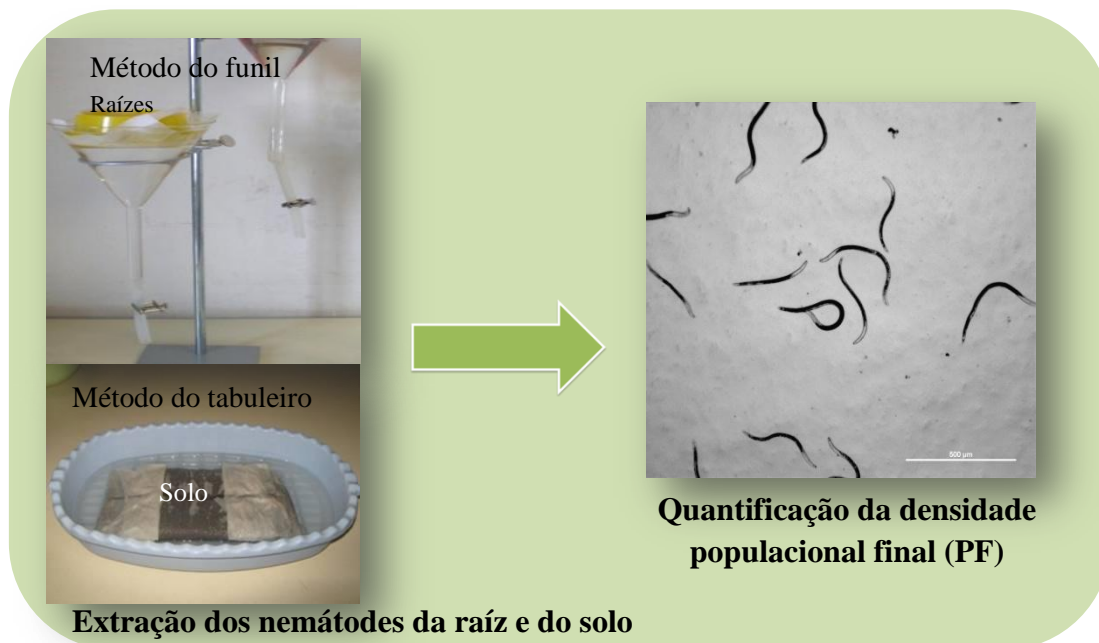 Método do funil
Raízes
Método do tabuleiro
Solo
Extração dos nemátodes da raíz e do solo
500 µm
Quantificação da densidade
populacional final (PF)